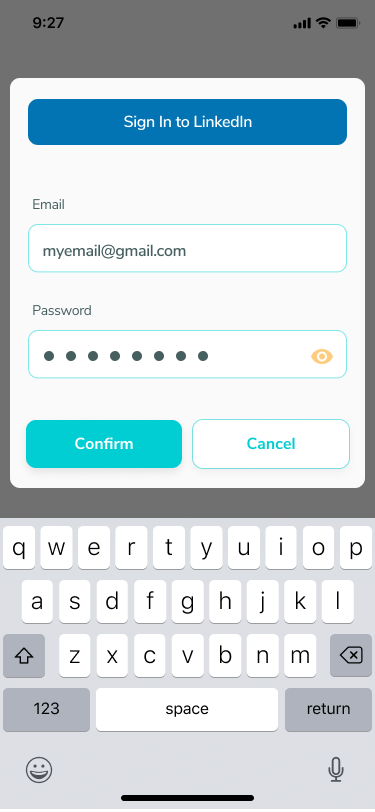 9:27
Sign In to LinkedIn
Email
myemail@gmail.com
Password
Confirm Cancel
q w e r t y u i o p
a s d f g h j k l
z x c v b n m
123 space return